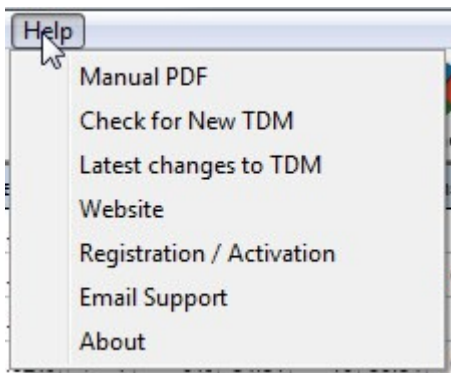 Help
Manual PDF
Check for New TDM
Latest changes to TDM
Website
Registration / Activation
Email Support
About